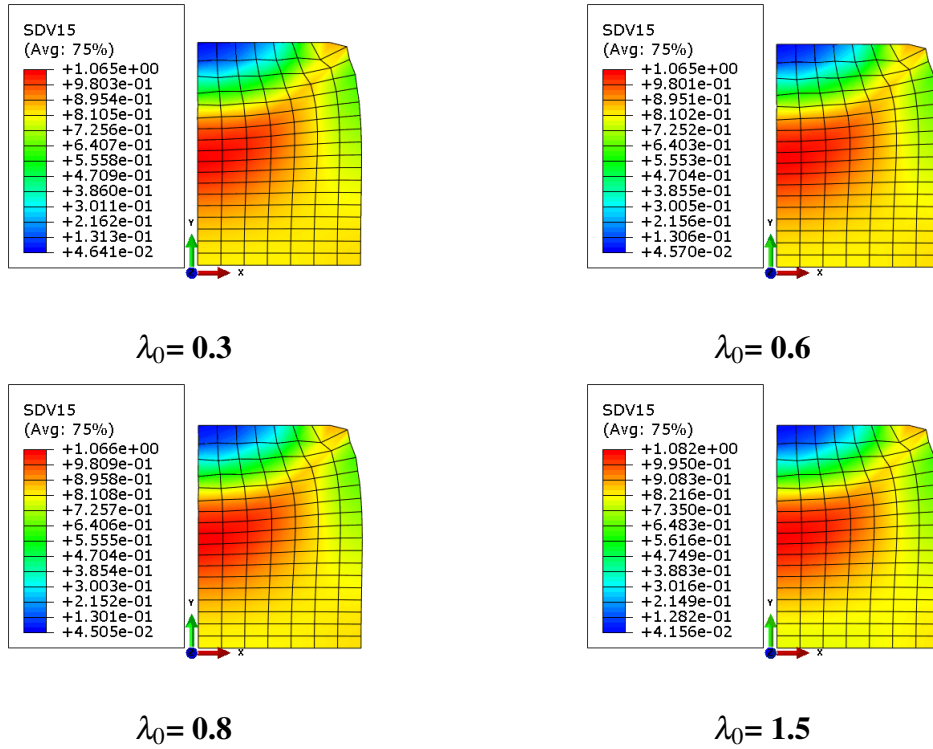 SDV15
(Avg: 75%)
+1.065e+00
+9.803e-01
+8.954e-01
+8.105e-01
+7.256e-01
+6.407e-01
+5.558e-01
+4.709e-01
+3.860e-01
+3.011e-01
+2.162e-01
+1.313e-01
+4.641e-02
Y
Z
X
λ0= 0.3
SDV15
(Avg: 75%)
+1.065e+00
+9.801e-01
+8.951e-01
+8.102e-01
+7.252e-01
+6.403e-01
+5.553e-01
+4.704e-01
+3.855e-01
+3.005e-01
+2.156e-01
+1.306e-01
+4.570e-02
Y
Z
X
λ0= 0.6
SDV15
(Avg: 75%)
+1.066e+00
+9.809e-01
+8.958e-01
+8.108e-01
+7.257e-01
+6.406e-01
+5.555e-01
+4.704e-01
+3.854e-01
+3.003e-01
+2.152e-01
+1.301e-01
+4.505e-02
Y
Z
X
λ0= 0.8
SDV15
(Avg: 75%)
+1.082e+00
+9.950e-01
+9.083e-01
+8.216e-01
+7.350e-01
+6.483e-01
+5.616e-01
+4.749e-01
+3.883e-01
+3.016e-01
+2.149e-01
+1.282e-01
+4.156e-02
Y
Z
X
λ0= 1.5